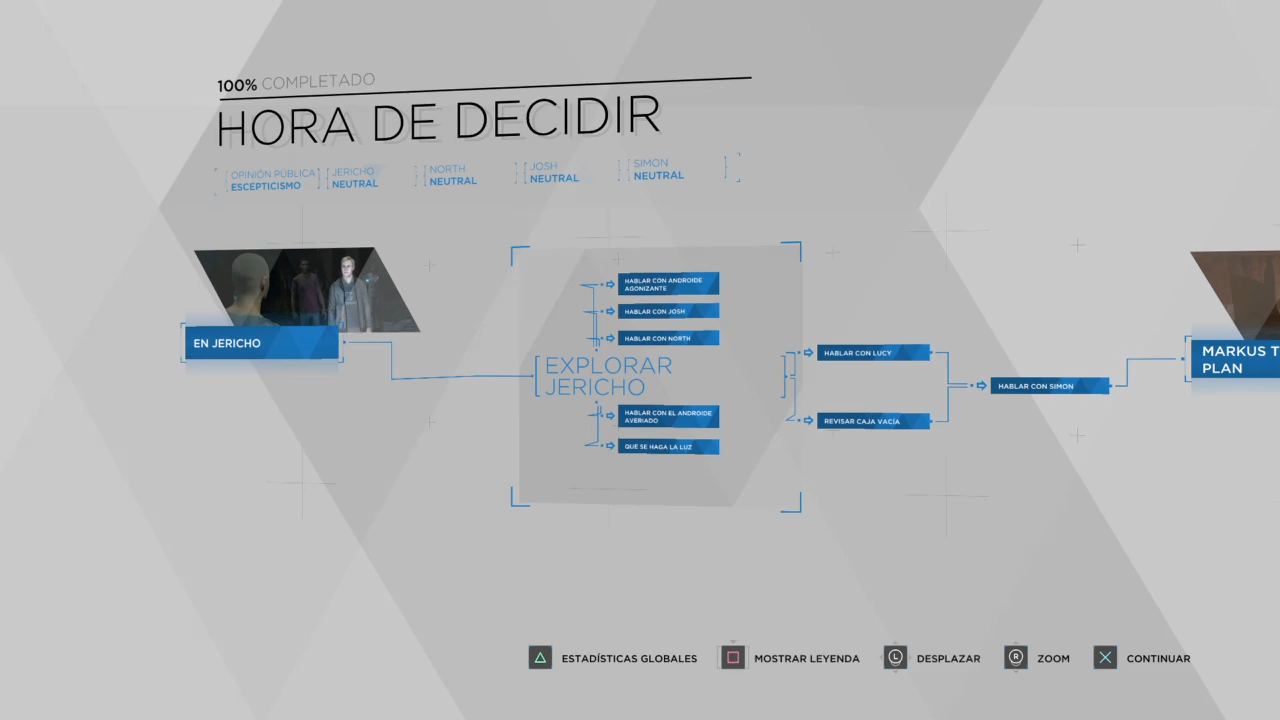 100% COMPLETADO
HORA DE DECIDIR
OPINIÓN PÚBLICA
ESCEPTICISMO
JERICHO
NEUTRAL
NORTH
NEUTRAL
JOSH
NEUTRAL
SIMON
NEUTRAL
EN JERICHO
HABLAR CON ANDROIDE
AGONIZANTE
HABLAR CON JOSH
HABLAR CON NORTH
EXPLORAR
JERICHO
HABLAR CON EL ANDROIDE
AVERIADO
QUE SE HAGA LA LUZ
HABLAR CON LUCY
REVISAR CAJA VACÍA
HABLAR CON SIMON
MARKUS T
PLAN
ESTADÍSTICAS GLOBALES
MOSTRAR LEYENDA
L
DESPLAZAR
R
ZOOM
CONTINUAR